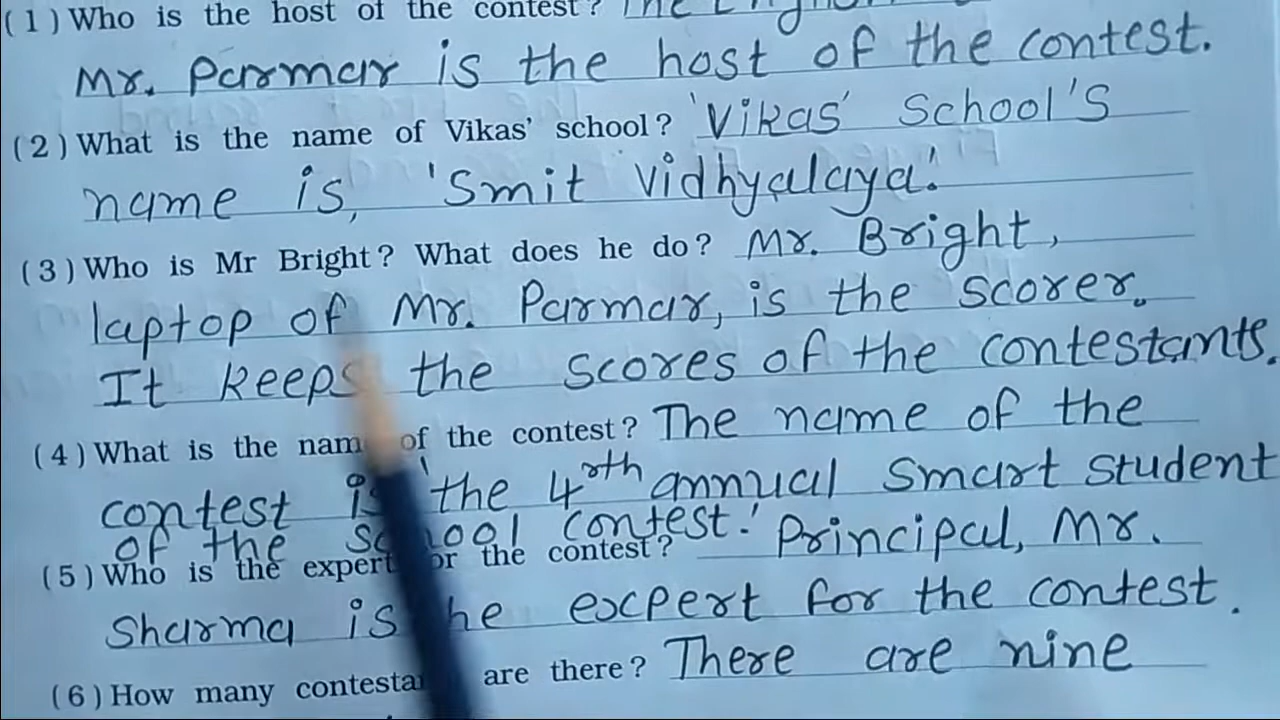 (1) Who is the host of the contest? The
Mr. Parmar is the host of the contest.
(2) What is the name of Vikas' school? 'Vikas' School's
name is, 'Smit Vidhyalaya.'
(3) Who is Mr Bright? What does he do? Mr. Bright,
laptop of Mr. Parmar, is the scorer.
It keeps the scores of the contestants.
(4) What is the name of the contest? The name of the
contest is 'the 4rth annual Smart Student
of the school contest.'
(5) Who is the expert for the contest? Principal, Mr.
Sharma is the expert for the contest.
(6) How many contestants are there? There are nine